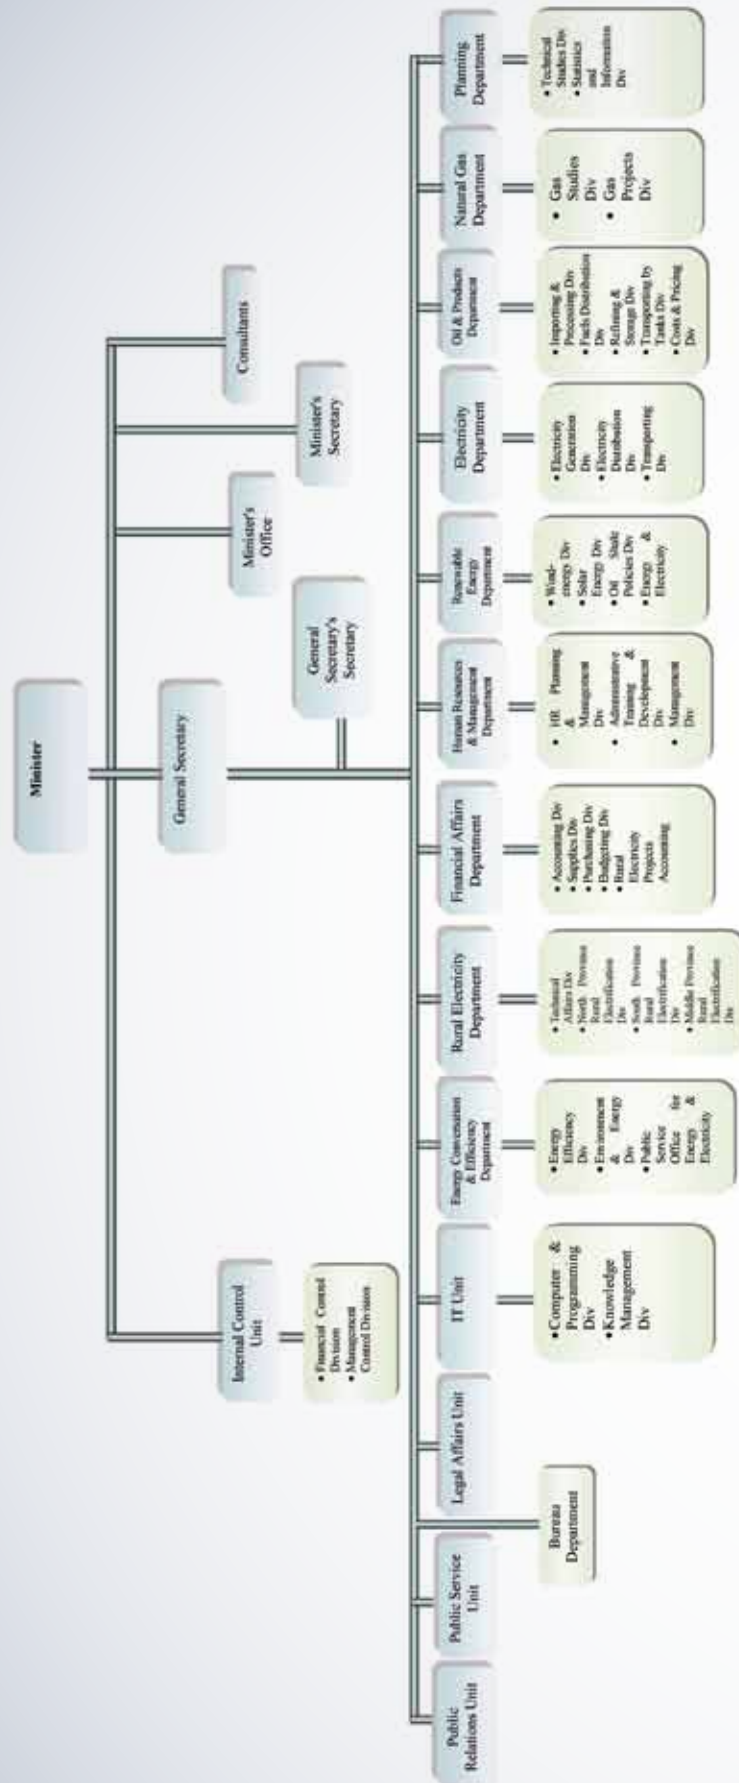 Minister
General Secretary
General
Secretary's
Secretary
Minister's
Office
Minister's
Secretary
Consultants
Internal Control
Unit
• Financial Control
Division
• Management
Control Division
Public
Relations Unit
Public Service
Unit
Bureau
Department
Legal Affairs Unit
IT Unit
• Computer &
Programming
Div
• Knowledge
Management
Div
Energy Conversation
& Efficiency
Department
• Energy
Efficiency
Div
• Environment
& Energy
Div
• Public
Service
Office for
Energy &
Electricity
Rural Electricity
Department
• Technical
Affairs Div
• North Province
Rural
Electrification
Div
• South Province
Rural
Electrification
Div
• Middle Province
Rural
Electrification
Div
Financial Affairs
Department
• Accounting Div
• Supplies Div
• Purchasing Div
• Budgeting Div
• Rural
Electricity
Projects
Accounting
Human Resources
& Management
Department
• HR Planning
&
Management
Div
• Administrative
Training &
Development
Div
• Management
Div
Renewable
Energy
Department
• Wind-
energy Div
• Solar
Energy Div
• Oil Shale
Policies Div
• Energy &
Electricity
Electricity
Department
• Electricity
Generation
Div
• Electricity
Distribution
Div
• Transporting
Div
Oil & Products
Department
• Importing &
Processing Div
• Distribution
Div
• Refining &
Storage Div
• Transporting by
Tasks Div
• Costs & Pricing
Div
Natural Gas
Department
• Gas
Studies
Div
• Gas
Projects
Div
Planning
Department
• Technical
Studies Div
• Statistics
and
Information
Div